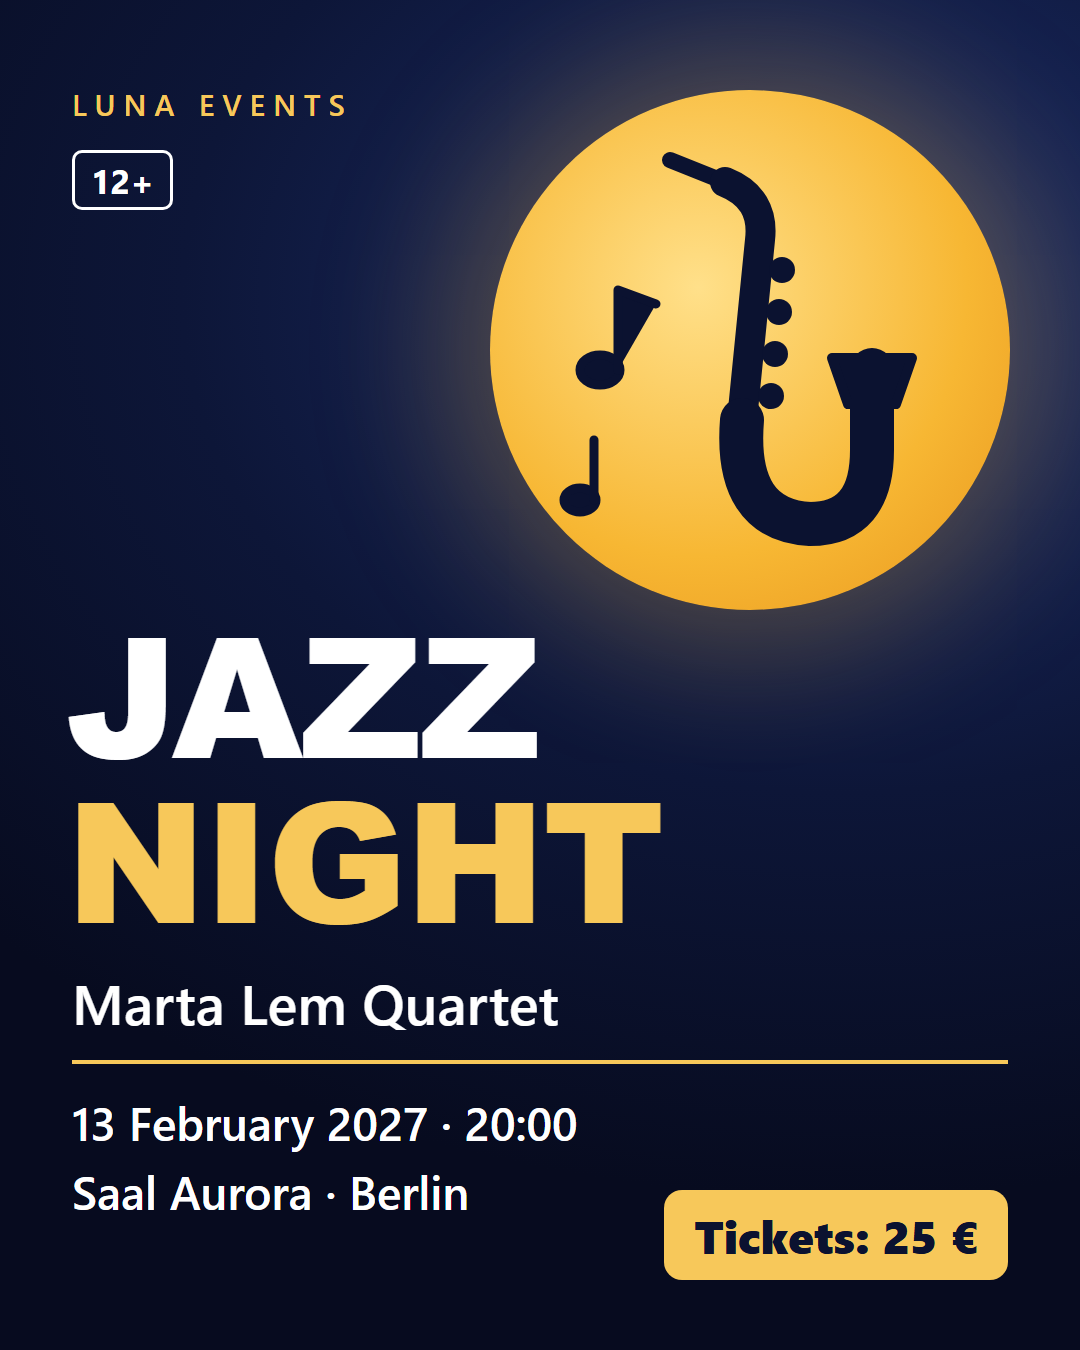 LUNA EVENTS
12+
JAZZ
NIGHT
Marta Lem Quartet
13 February 2027 · 20:00
Saal Aurora · Berlin
Tickets: 25 €